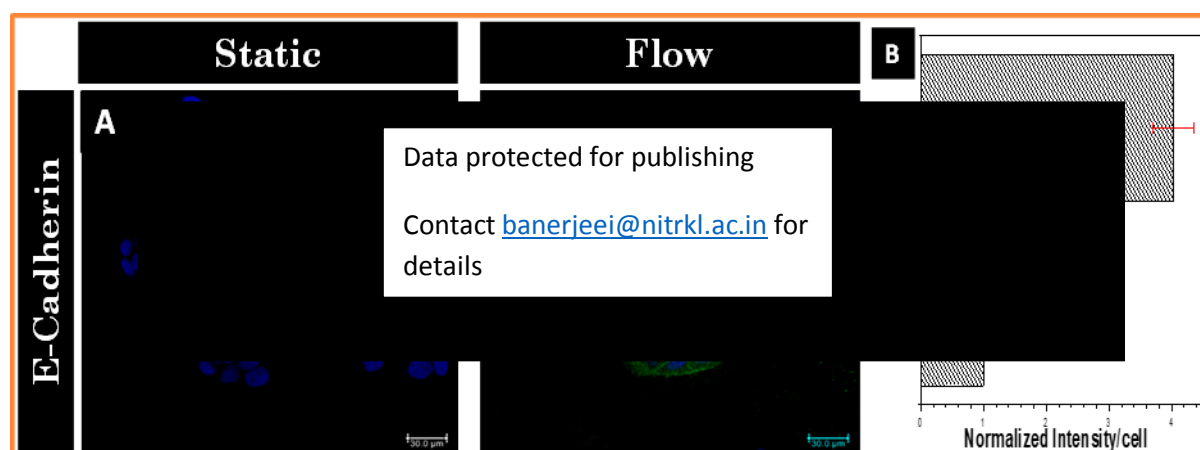 Static
Flow
B
A
E-Cadherin
Data protected for publishing
Contact banerjeei@nitrkl.ac.in for
details
30.0 µm
30.0 µm
0 1 2 3 4
Normalized Intensity/cell